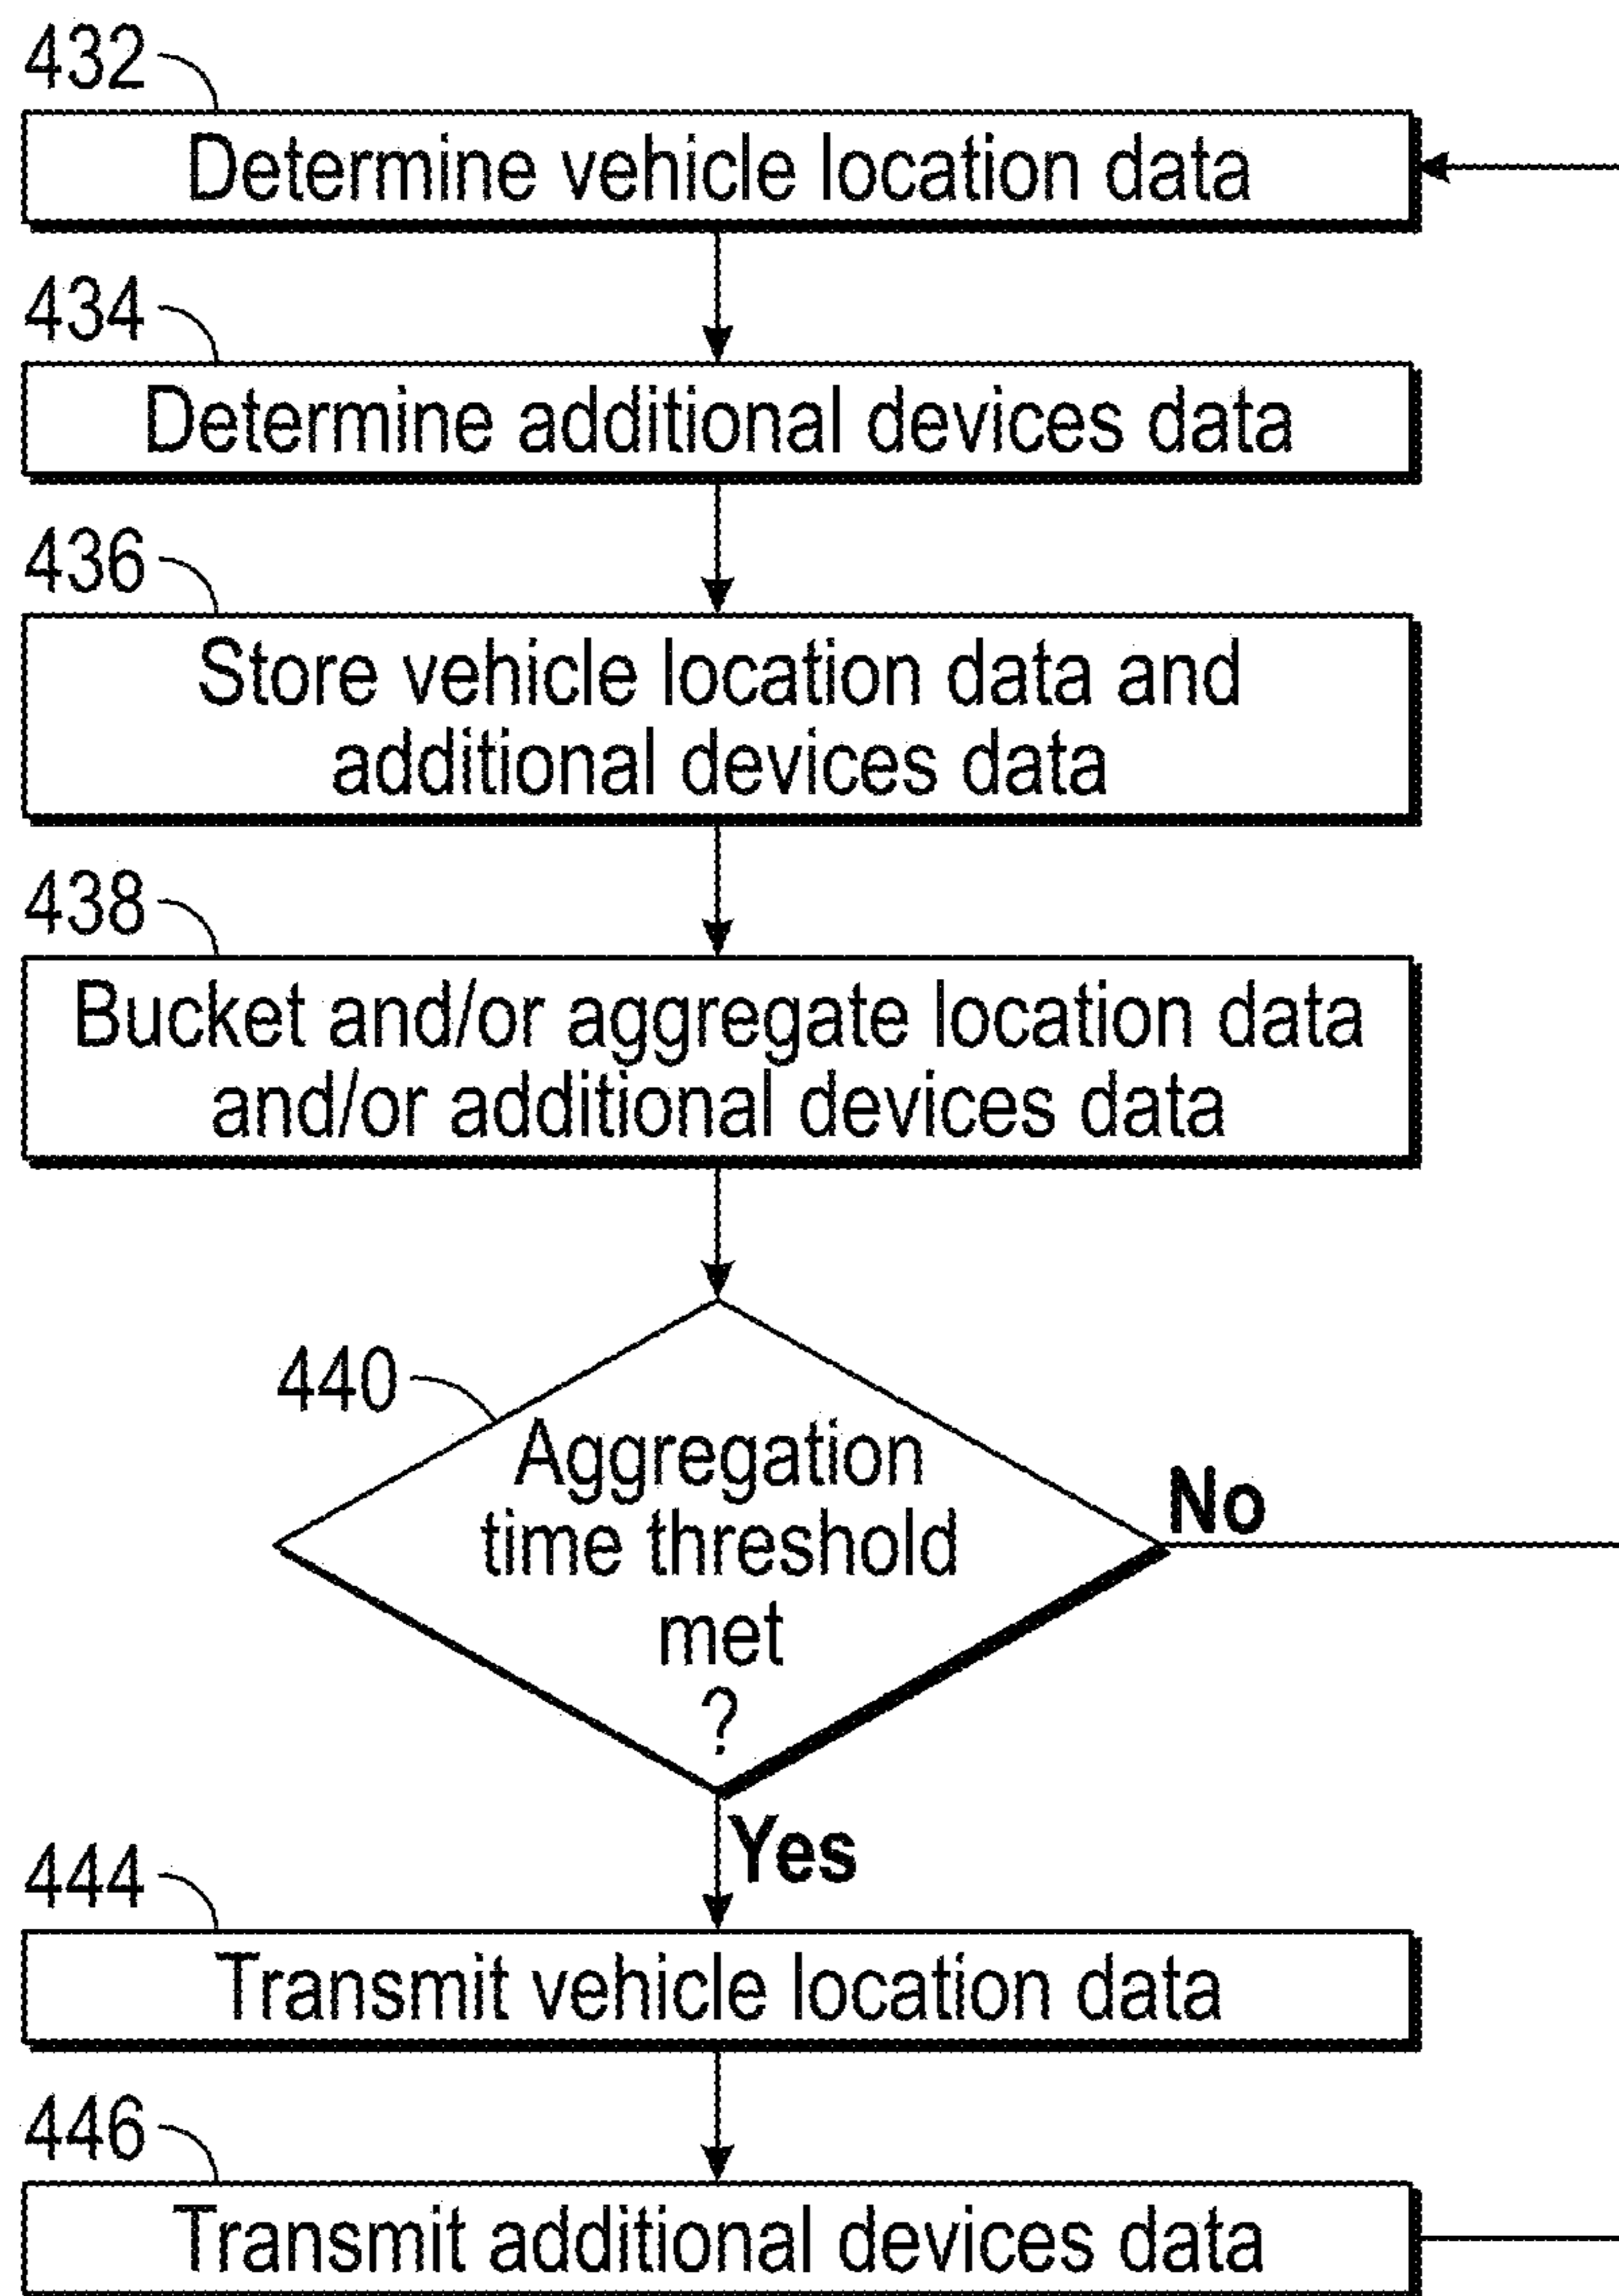 432
Determine vehicle location data
434
Determine additional devices data
436
Store vehicle location data and
additional devices data
438
Bucket and/or aggregate location data
and/or additional devices data
440
Aggregation
time threshold
met
?
No
Yes
444
Transmit vehicle location data
446
Transmit additional devices data